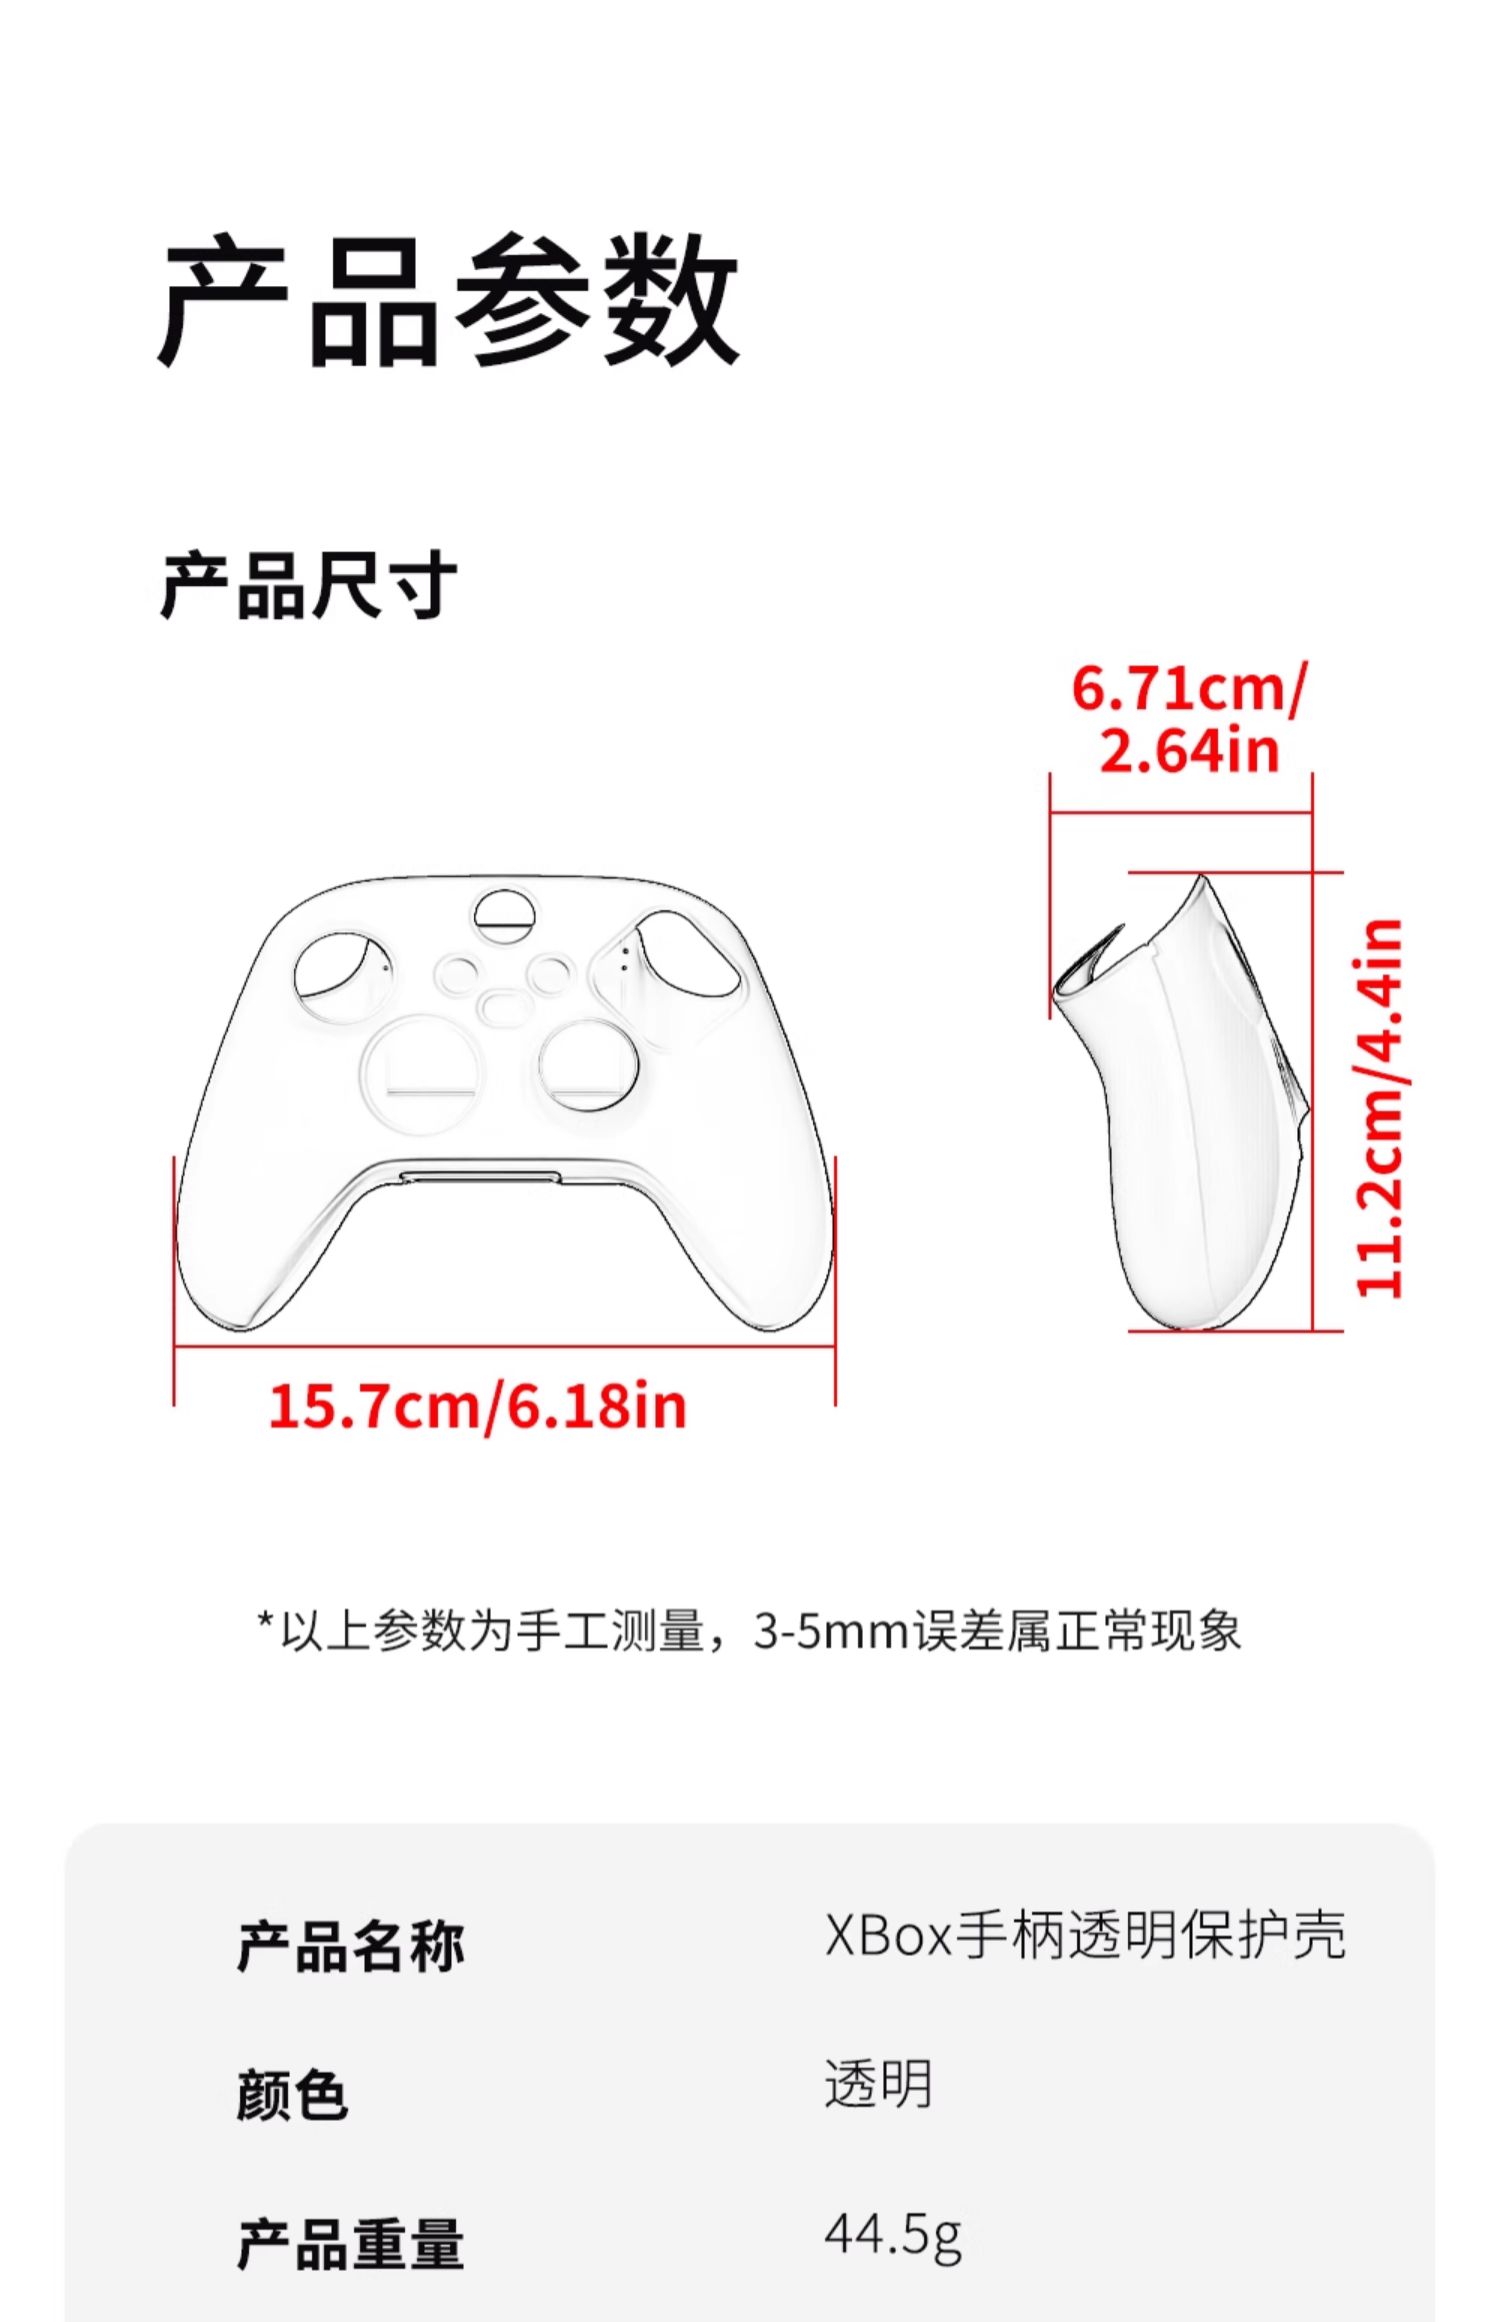 产品参数
产品尺寸
6.71cm/
2.64in
11.2cm/4.4in
15.7cm/6.18in
*以上参数为手工测量，3-5mm误差属正常现象
产品名称 XBox手柄透明保护壳
颜色 透明
产品重量 44.5g